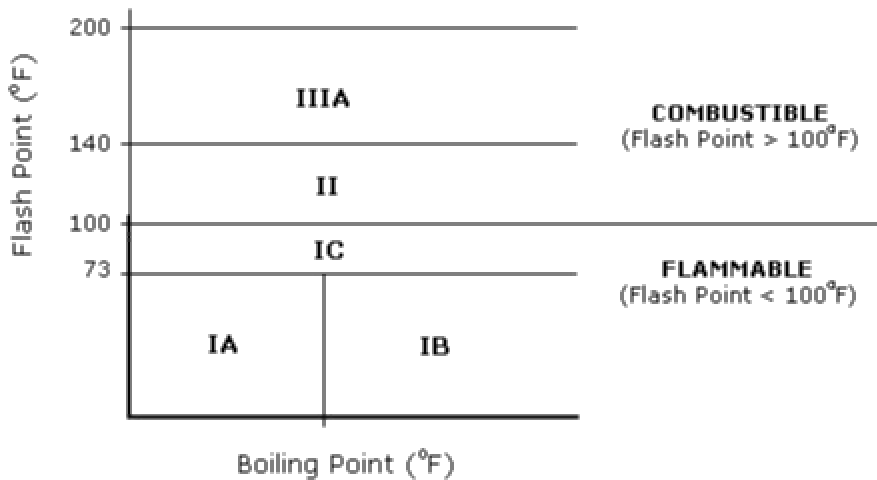 200
IIIA
COMBUSTIBLE
(Flash Point > 100°F)
140
Flash Point (°F)
II
100
IC
73
FLAMMABLE
(Flash Point < 100°F)
IA
IB
Boiling Point (°F)